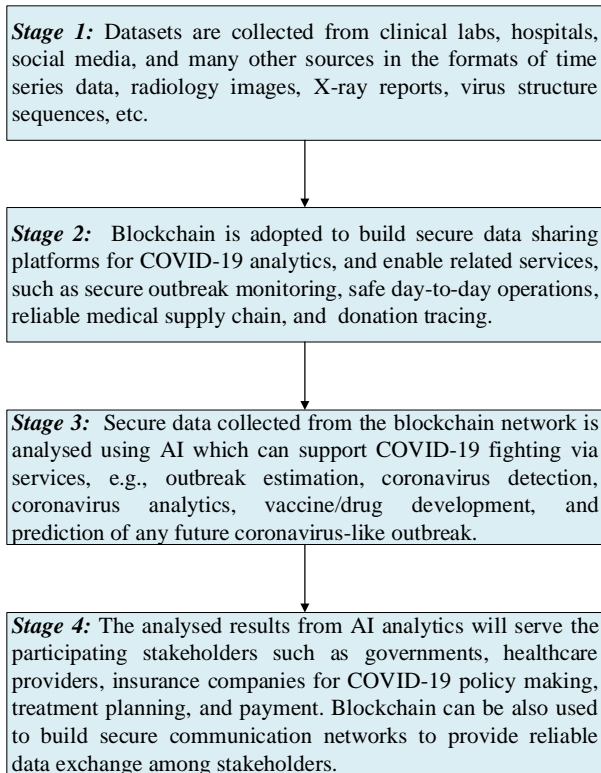 Stage 1: Datasets are collected from clinical labs, hospitals,
social media, and many other sources in the formats of time
series data, radiology images, X-ray reports, virus structure
sequences, etc.
Stage 2: Blockchain is adopted to build secure data sharing
platforms for COVID-19 analytics, and enable related services,
such as secure outbreak monitoring, safe day-to-day operations,
reliable medical supply chain, and donation tracing.
Stage 3: Secure data collected from the blockchain network is
analysed using AI which can support COVID-19 fighting via
services, e.g., outbreak estimation, coronavirus detection,
coronavirus analytics, vaccine/drug development, and
prediction of any future coronavirus-like outbreak.
Stage 4: The analysed results from AI analytics will serve the
participating stakeholders such as governments, healthcare
providers, insurance companies for COVID-19 policy making,
treatment planning, and payment. Blockchain can be also used
to build secure communication networks to provide reliable
data exchange among stakeholders.